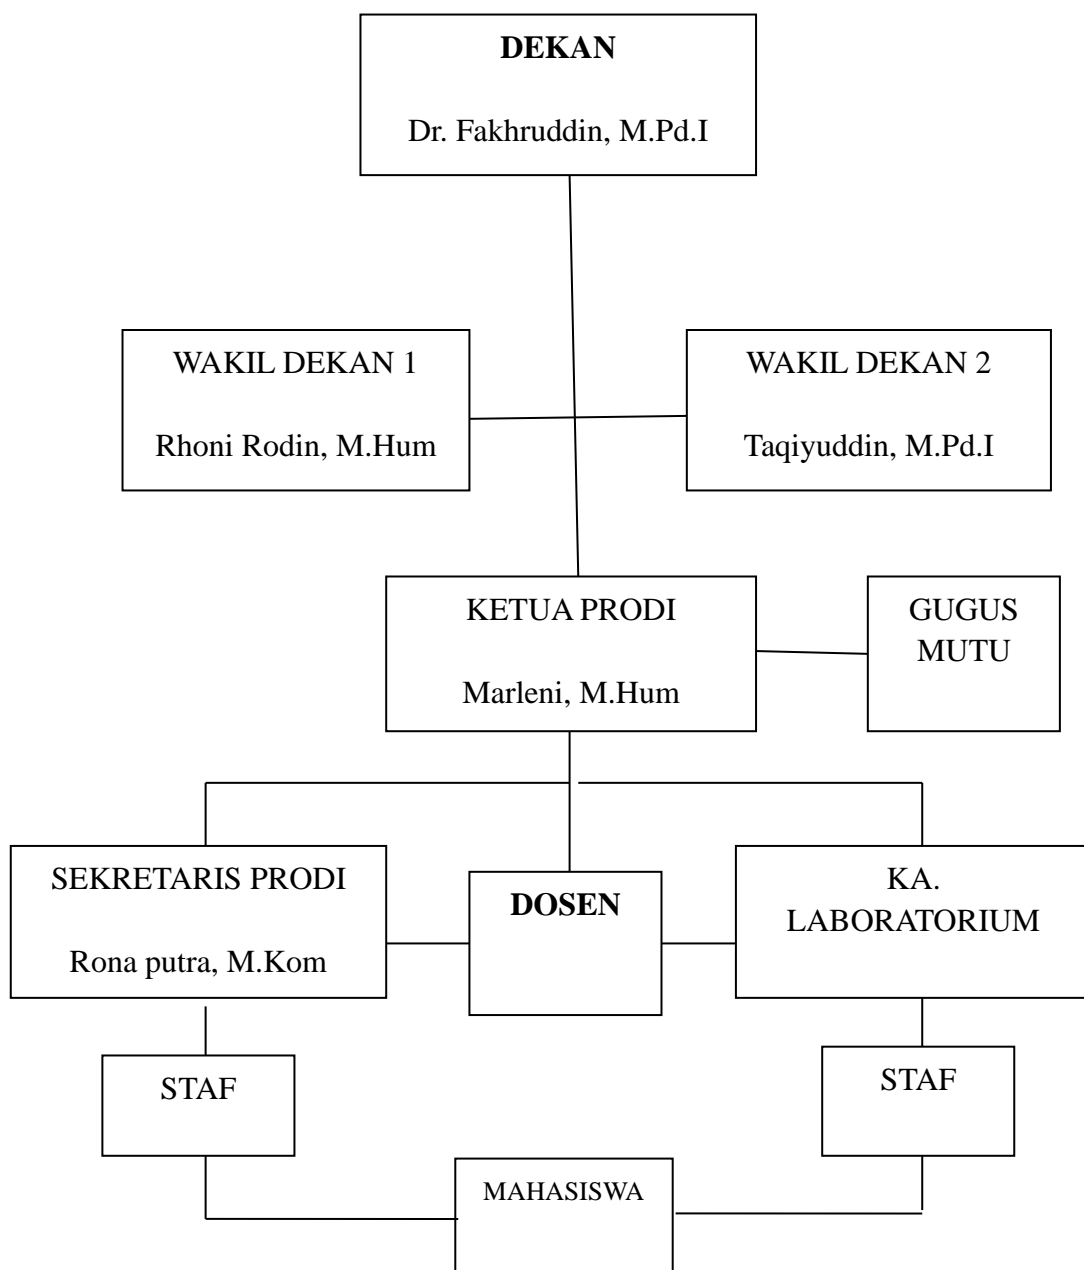 DEKAN
Dr. Fakhruddin, M.Pd.I
WAKIL DEKAN 1
Rhoni Rodin, M.Hum
WAKIL DEKAN 2
Taqiyuddin, M.Pd.I
KETUA PRODI
Marleni, M.Hum
GUGUS
MUTU
SEKRETARIS PRODI
Rona putra, M.Kom
DOSEN
KA.
LABORATORIUM
STAF
STAF
MAHASISWA